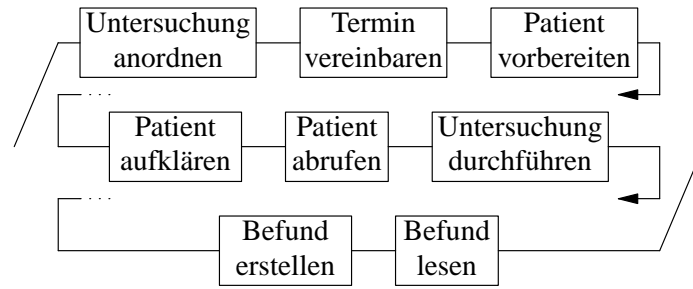 Untersuchung
anordnen
Termin
vereinbaren
Patient
vorbereiten
...
Patient
aufklären
Patient
abrufen
Untersuchung
durchführen
...
Befund
erstellen
Befund
lesen